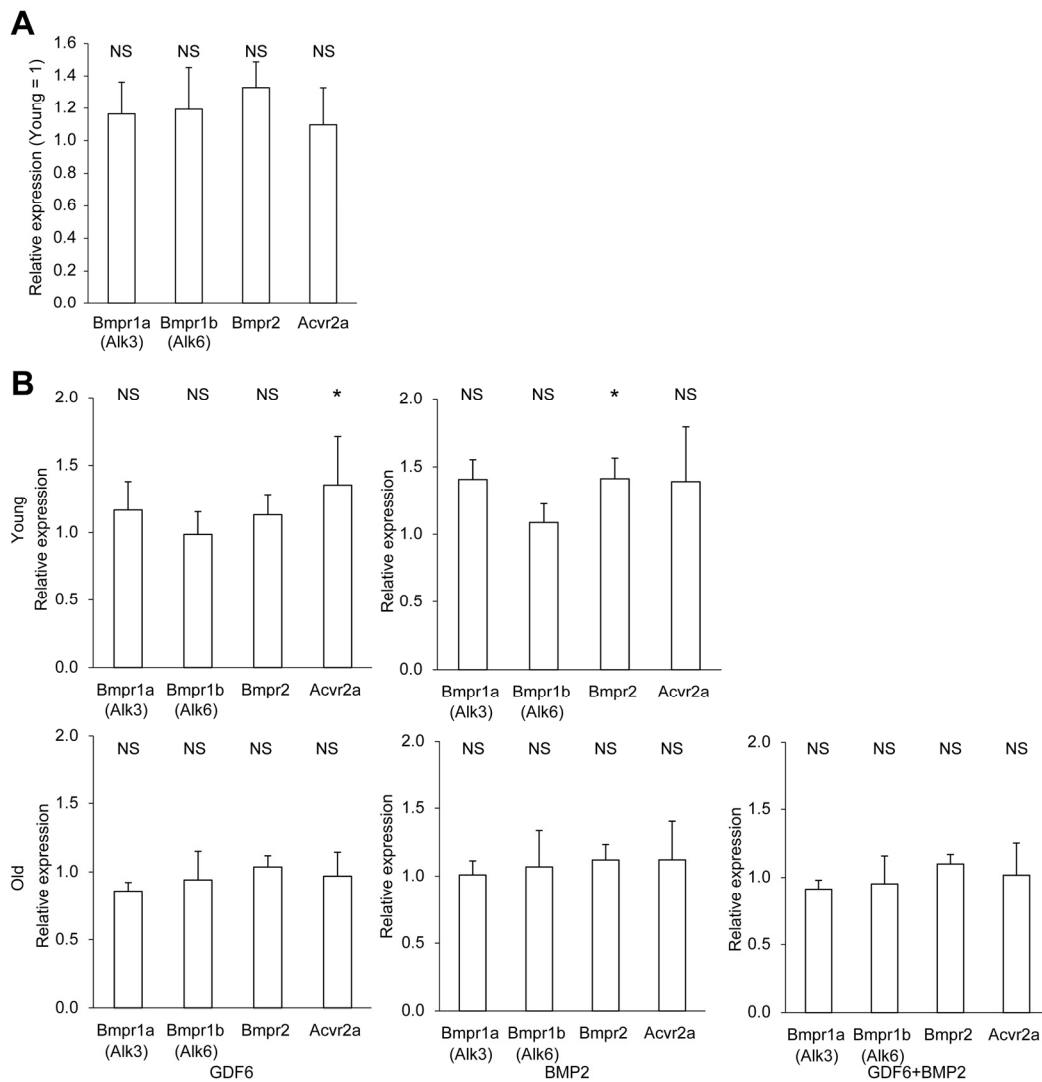 A
Relative expression (Young = 1)
1.6
1.4
1.2
1.0
0.8
0.6
0.4
0.2
0.0
NS NS NS NS
Bmpr1a Bmpr1b Bmpr2 Acvr2a
(Alk3) (Alk6)
B
Young
Relative expression
2.0
1.5
1.0
0.5
0.0
NS NS NS *
Bmpr1a Bmpr1b Bmpr2 Acvr2a
(Alk3) (Alk6)
Relative expression
2.0
1.5
1.0
0.5
0.0
NS NS * NS
Bmpr1a Bmpr1b Bmpr2 Acvr2a
(Alk3) (Alk6)
Old
Relative expression
2.0
1.5
1.0
0.5
0.0
NS NS NS NS
Bmpr1a Bmpr1b Bmpr2 Acvr2a
(Alk3) (Alk6)
GDF6
Relative expression
2.0
1.5
1.0
0.5
0.0
NS NS NS NS
Bmpr1a Bmpr1b Bmpr2 Acvr2a
(Alk3) (Alk6)
BMP2
Relative expression
2.0
1.5
1.0
0.5
0.0
NS NS NS NS
Bmpr1a Bmpr1b Bmpr2 Acvr2a
(Alk3) (Alk6)
GDF6+BMP2